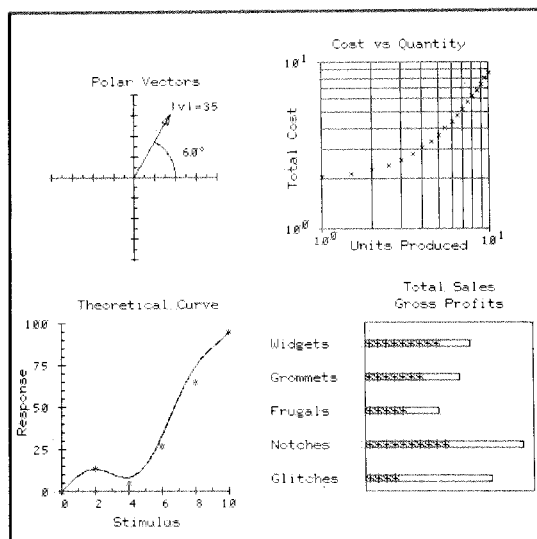 Polar Vectors
|v|=35
60°
Cost vs Quantity
10¹
Total Cost
10⁰
10⁰
10¹
Units Produced
Theoretical Curve
100
75
50
25
0
Response
0
2
4
6
8
10
Stimulus
Total Sales
Gross Profits
Widgets
$$$$$$$$$
Grommets
$$$$$$$
Frugals
$$$$$
Notches
$$$$$$$$$$
Glitches
$$$$